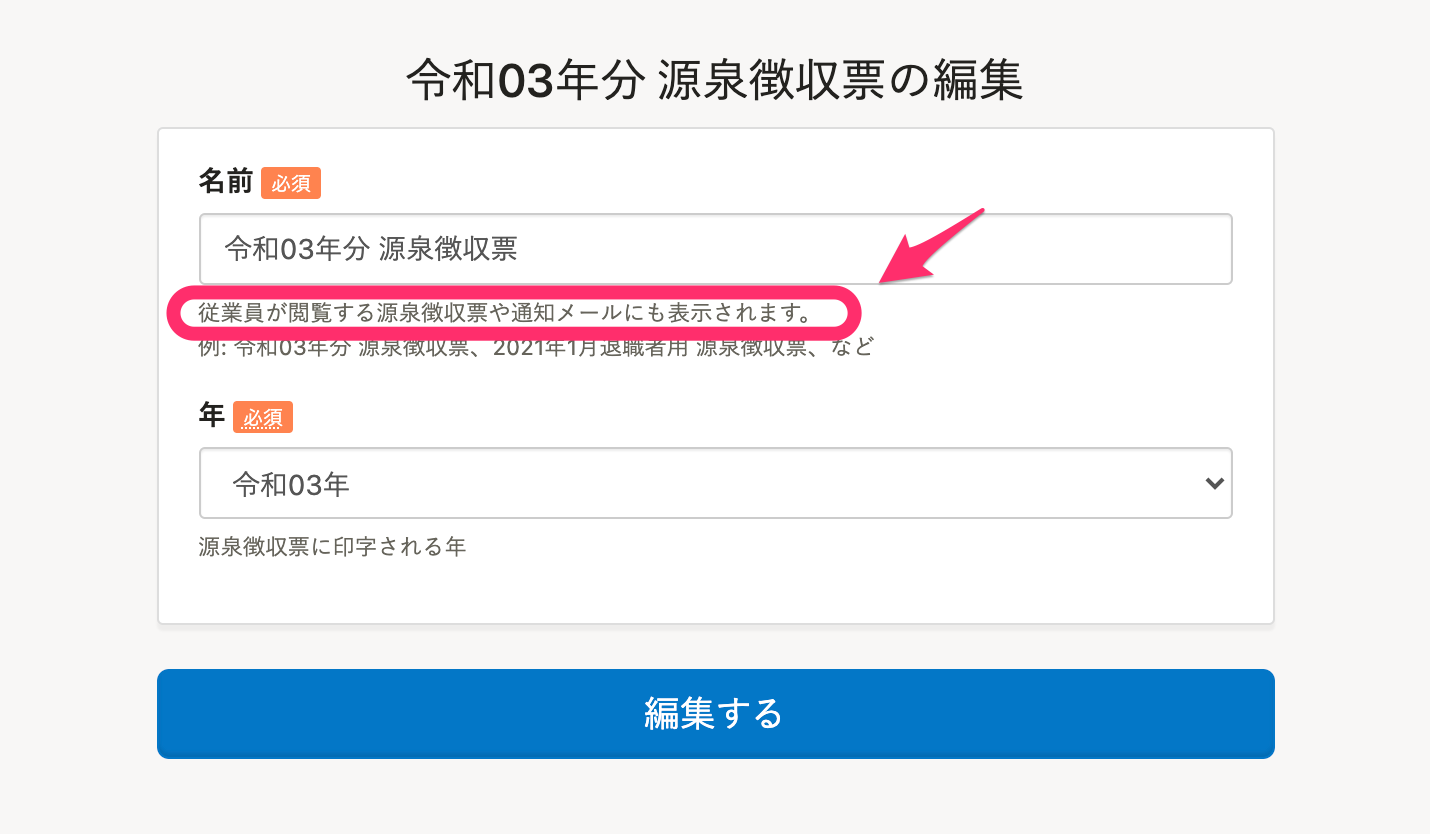 令和03年分 源泉徴収票の編集
名前 必須
令和03年分 源泉徴収票
従業員が閲覧する源泉徴収票や通知メールにも表示されます。
例: 令和03年分 源泉徴収票、2021年1月退職者用 源泉徴収票、など
年 必須
令和03年
源泉徴収票に印字される年
編集する